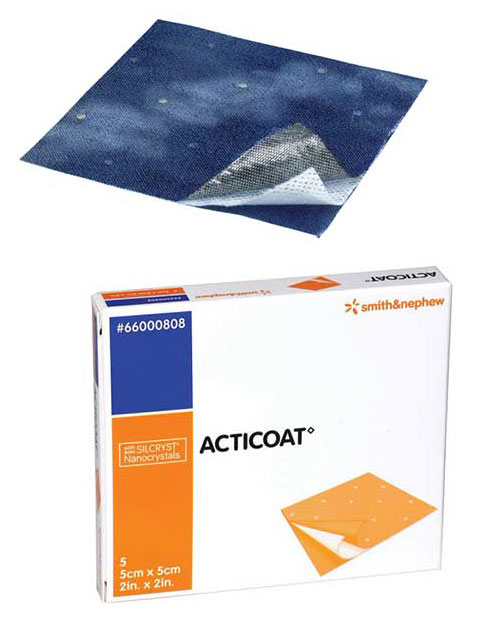 ACTICOAT
smith&nephew
#66000808
with
SILCRYST
Nanocrystals
ACTICOAT
5
5cm x 5cm
2in. x 2in.